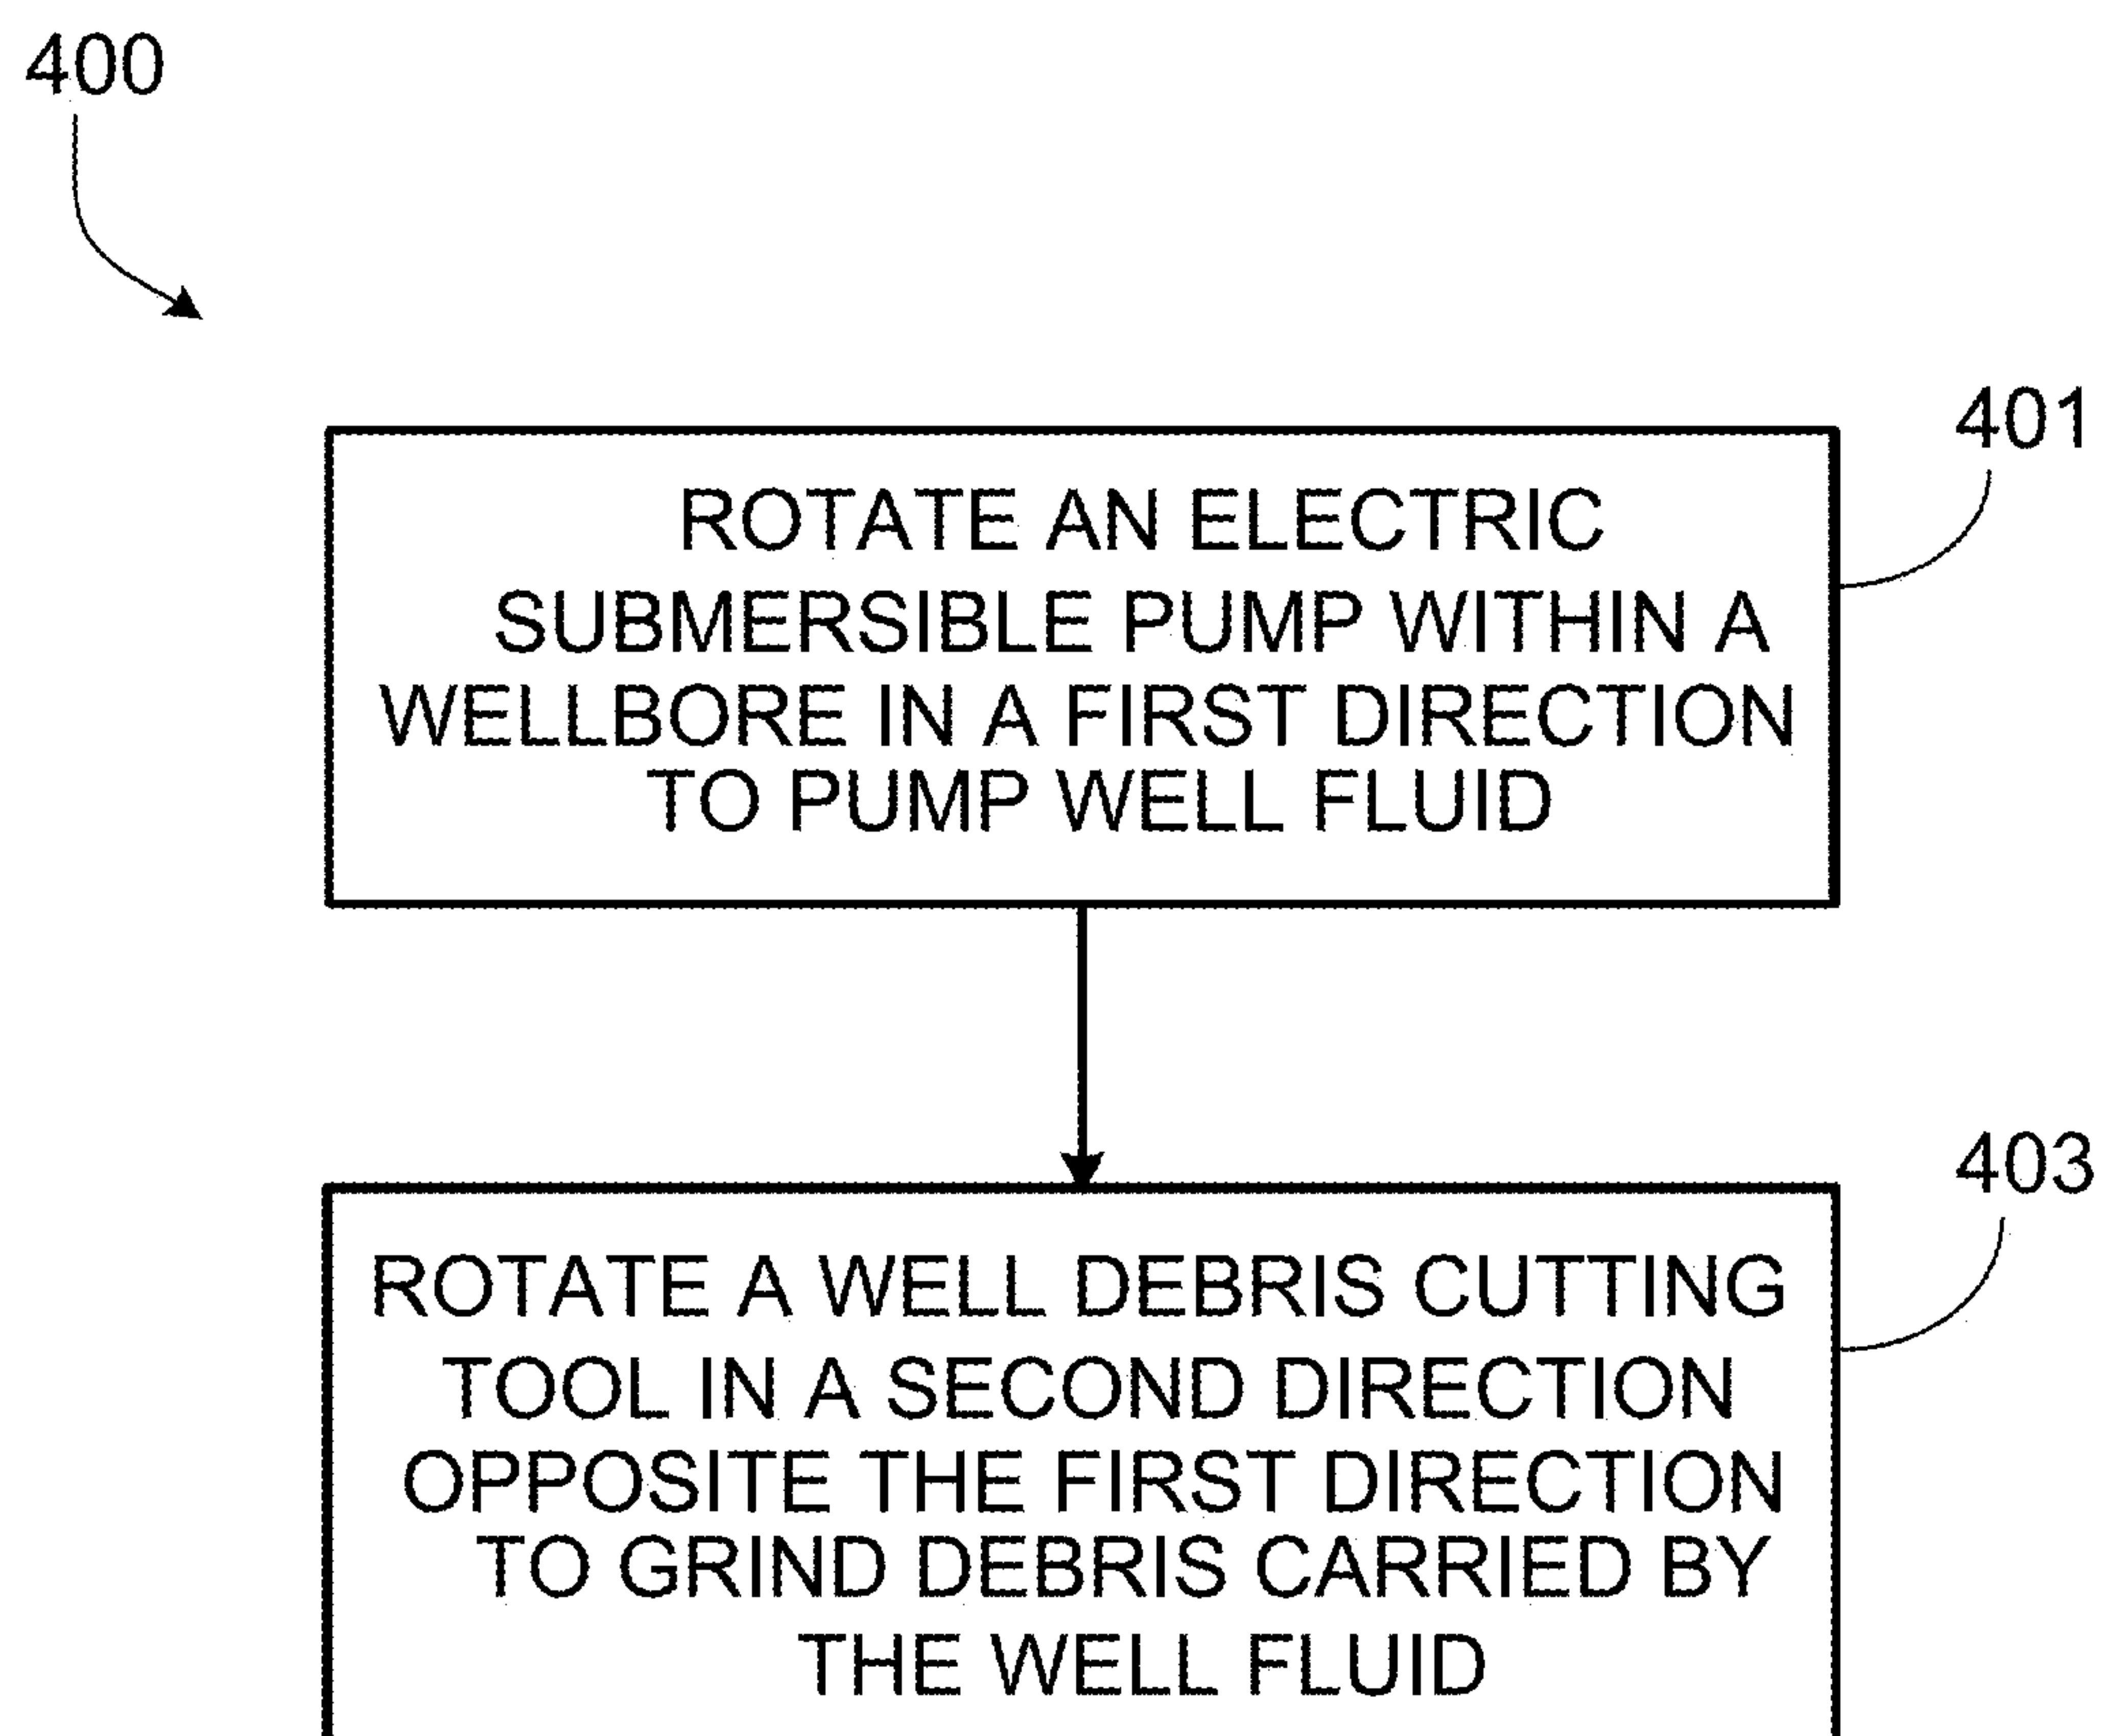 400
401
ROTATE AN ELECTRIC
SUBMERSIBLE PUMP WITHIN A
WELLBORE IN A FIRST DIRECTION
TO PUMP WELL FLUID
403
ROTATE A WELL DEBRIS CUTTING
TOOL IN A SECOND DIRECTION
OPPOSITE THE FIRST DIRECTION
TO GRIND DEBRIS CARRIED BY
THE WELL FLUID